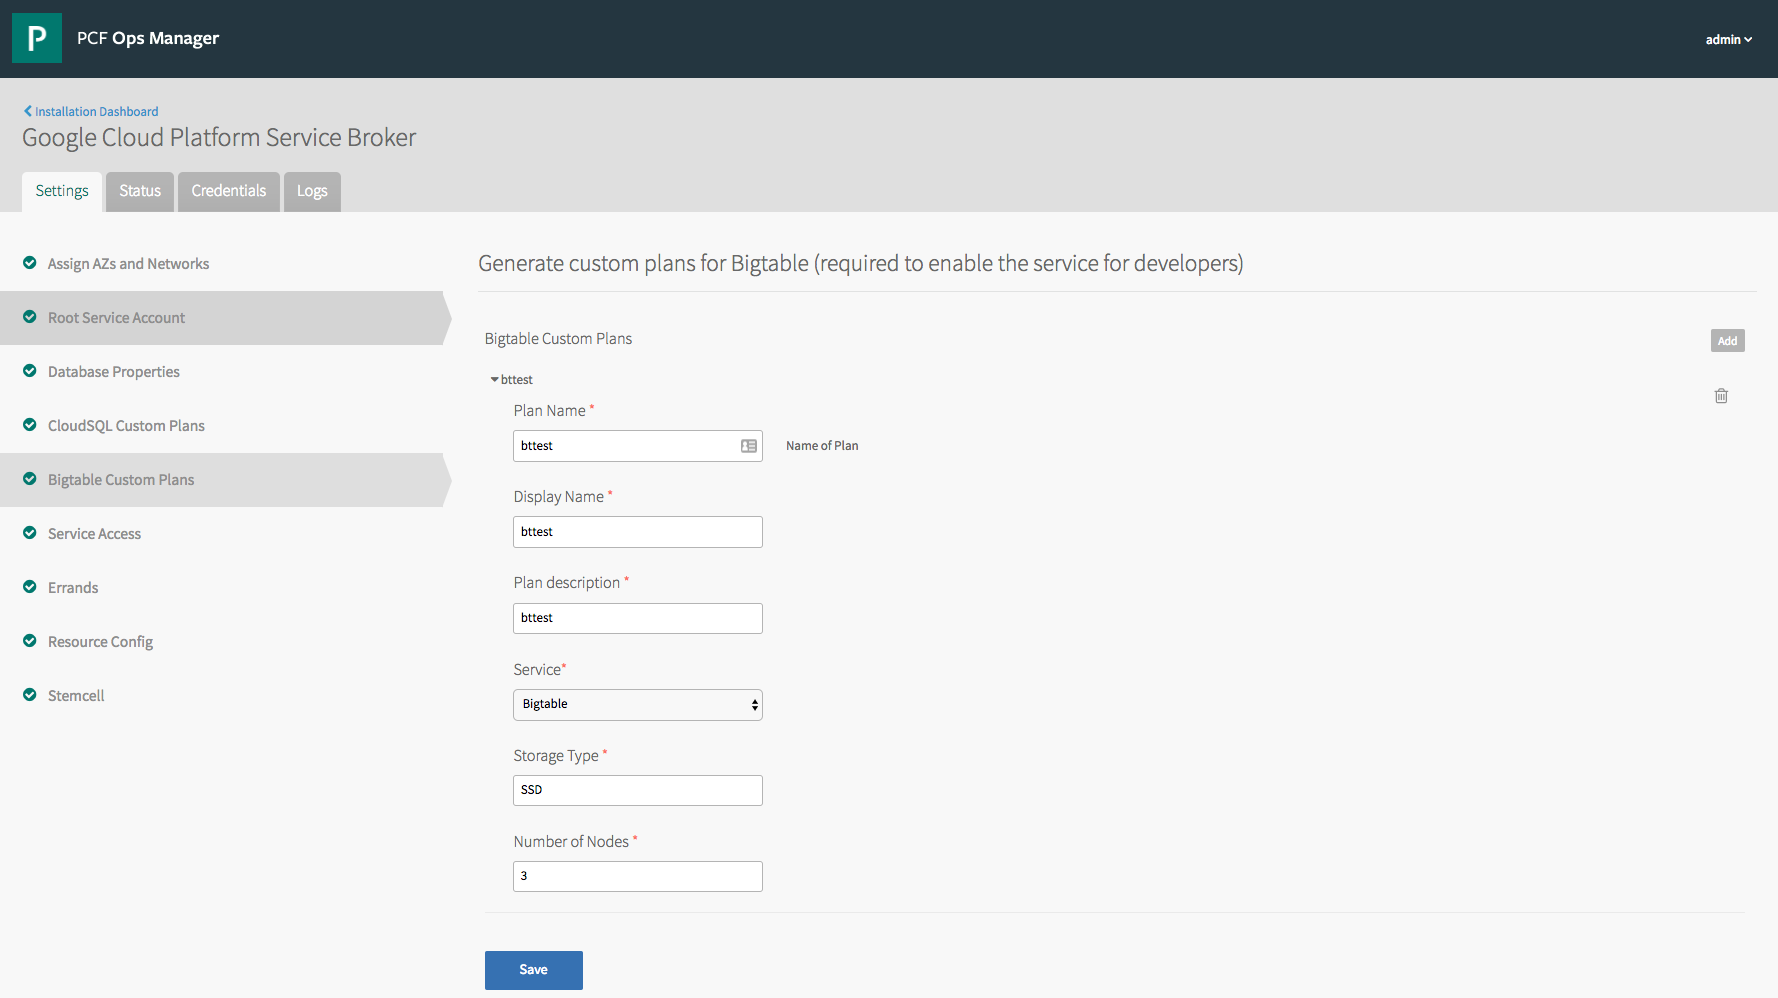 P
PCF Ops Manager
admin
Installation Dashboard
Google Cloud Platform Service Broker
Settings
Status
Credentials
Logs
Assign AZs and Networks
Root Service Account
Database Properties
CloudSQL Custom Plans
Bigtable Custom Plans
Service Access
Errands
Resource Config
Stemcell
Generate custom plans for Bigtable (required to enable the service for developers)
Bigtable Custom Plans
Add
bttest
Plan Name *
bttest
Name of Plan
Display Name *
bttest
Plan description *
bttest
Service*
Bigtable
Storage Type *
SSD
Number of Nodes *
3
Save